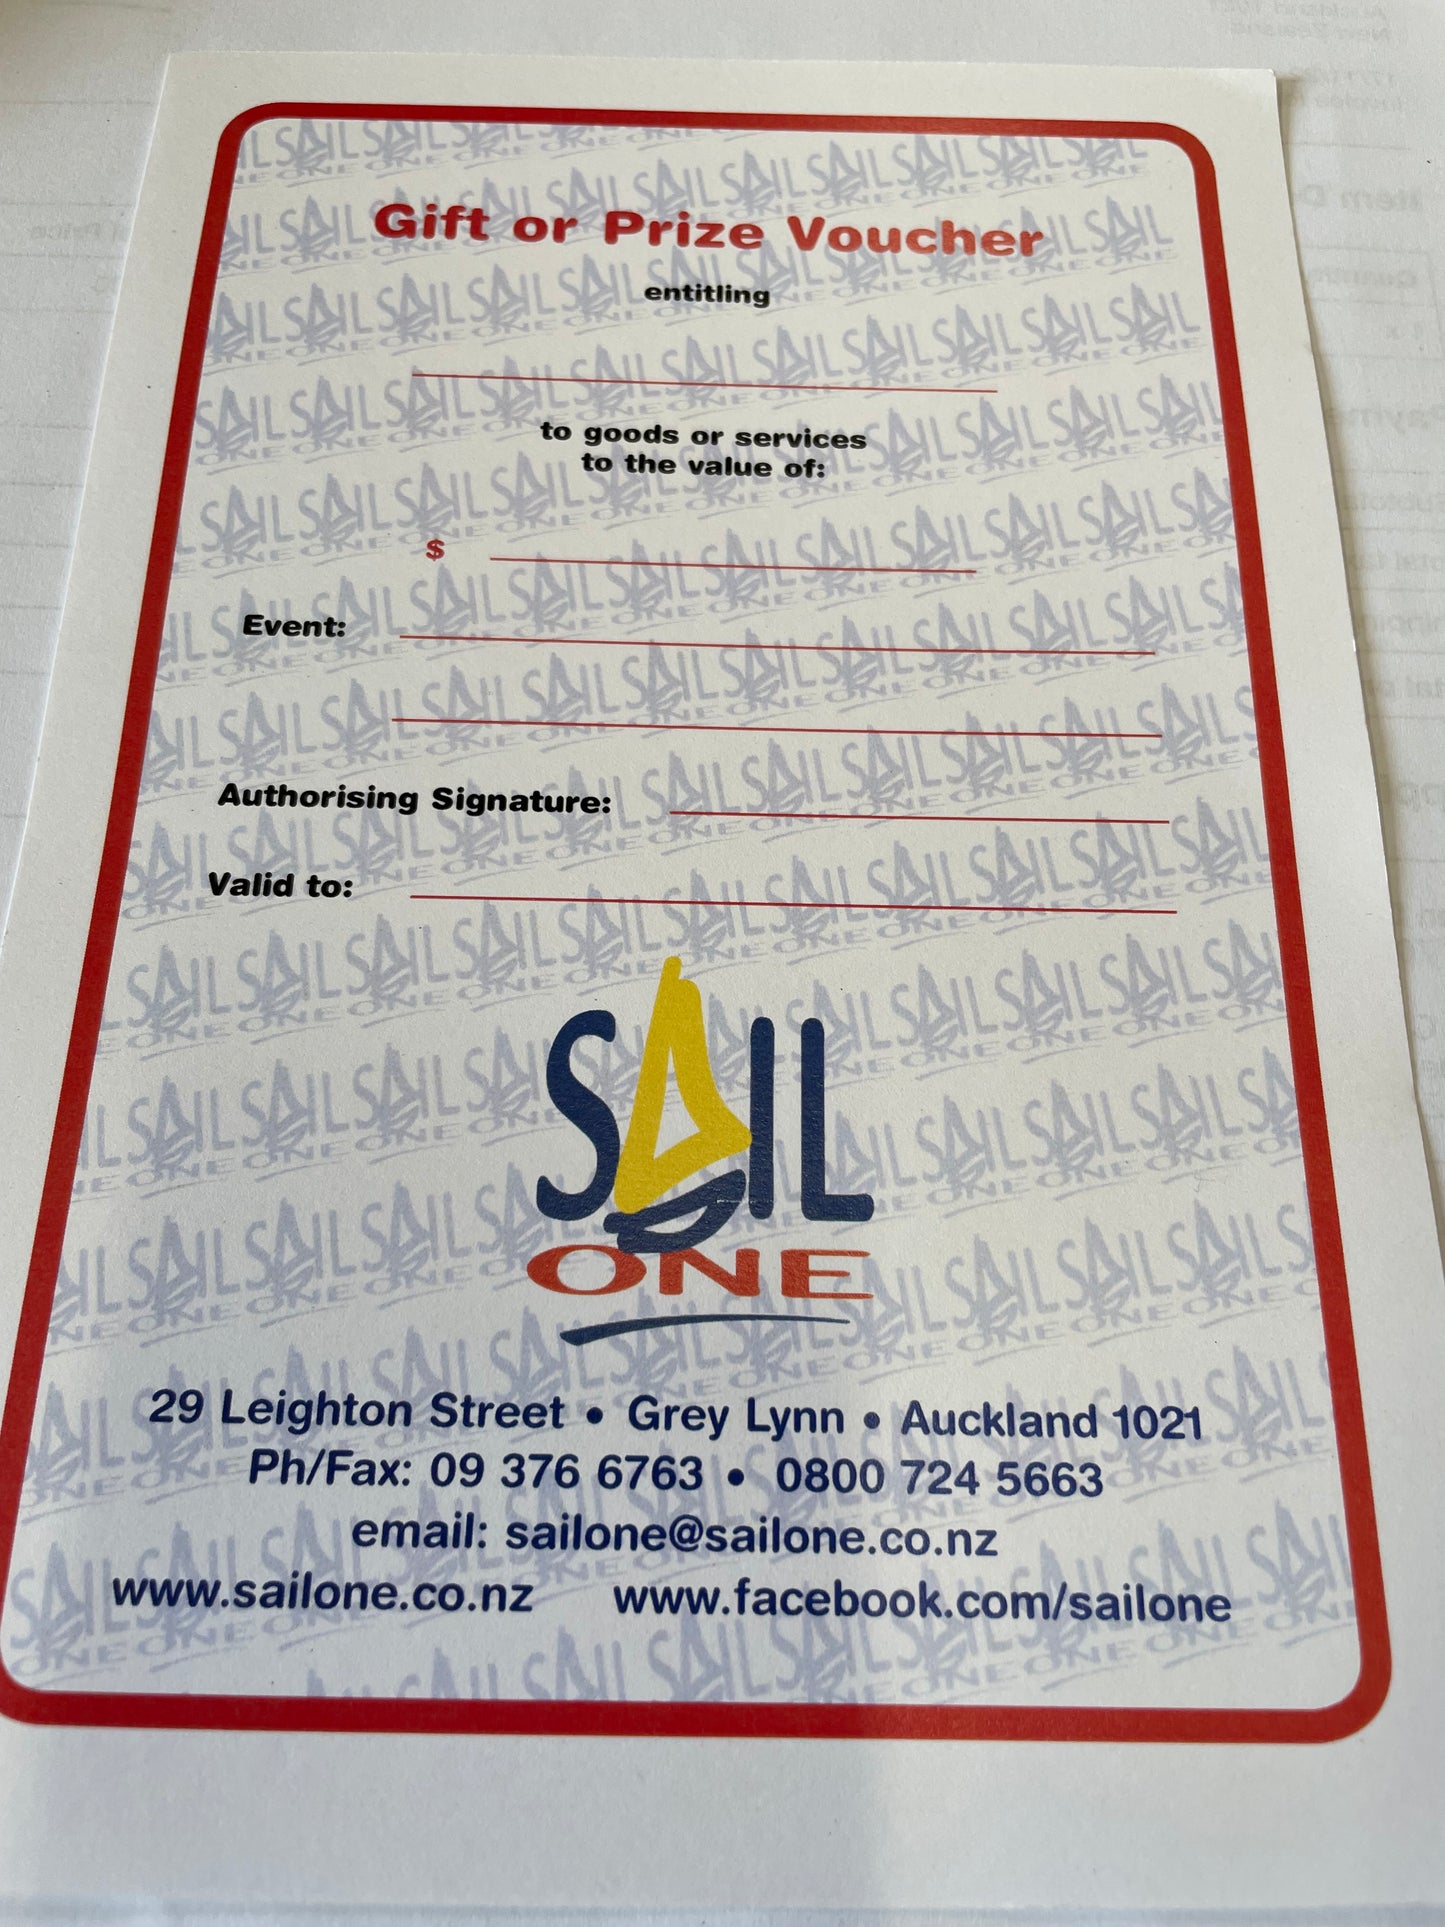 Gift or Prize Voucher
entitling
to goods or services
to the value of:
$
Event:
Authorising Signature:
Valid to:
SAIL
ONE
29 Leighton Street • Grey Lynn • Auckland 1021
Ph/Fax: 09 376 6763 • 0800 724 5663
email: sailone@sailone.co.nz
www.sailone.co.nz www.facebook.com/sailone